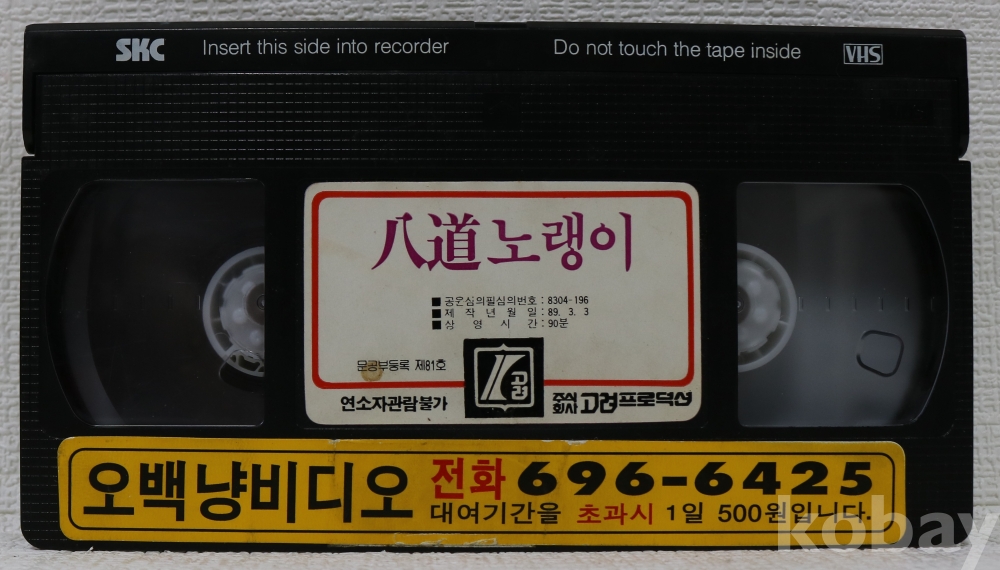 SKC Insert this side into recorder Do not touch the tape inside VHS
八道노랭이
■ 공윤심의필심의번호 : 8304-196
■ 제작년월일 : 89. 3. 3
■ 상영시간 : 90분
문공부등록 제81호
고려
연소자관람불가 주식회사 고려프로덕션
오백냥비디오 전화 696-6425
대여기간을 초과시 1일 500원입니다.
kobay